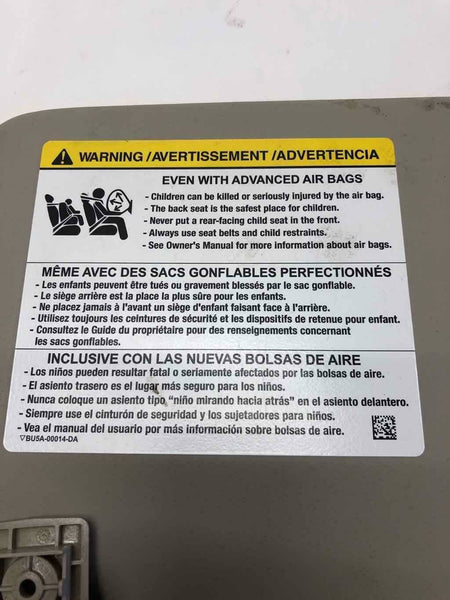 WARNING /AVERTISSEMENT /ADVERTENCIA
EVEN WITH ADVANCED AIR BAGS
- Children can be killed or seriously injured by the air bag.
- The back seat is the safest place for children.
- Never put a rear-facing child seat in the front.
- Always use seat belts and child restraints.
- See Owner's Manual for more information about air bags.
MÊME AVEC DES SACS GONFLABLES PERFECTIONNÉS
- Les enfants peuvent être tués ou gravement blessés par le sac gonflable.
- Le siège arrière est la place la plus sûre pour les enfants.
- Ne placez jamais à l'avant un siège d'enfant faisant face à l'arrière.
- Utilisez toujours les ceintures de sécurité et les dispositifs de retenue pour enfant.
- Consultez le Guide du propriétaire pour des renseignements concernant
les sacs gonflables.
INCLUSIVE CON LAS NUEVAS BOLSAS DE AIRE
- Los niños pueden resultar fatal o seriamente afectados por las bolsas de aire.
- El asiento trasero es el lugar más seguro para los niños.
- Nunca coloque un asiento tipo "niño mirando hacia atrás" en el asiento delantero.
- Siempre use el cinturón de seguridad y los sujetadores para niños.
- Vea el manual del usuario por más información sobre bolsas de aire.
▽BU5A-00014-DA